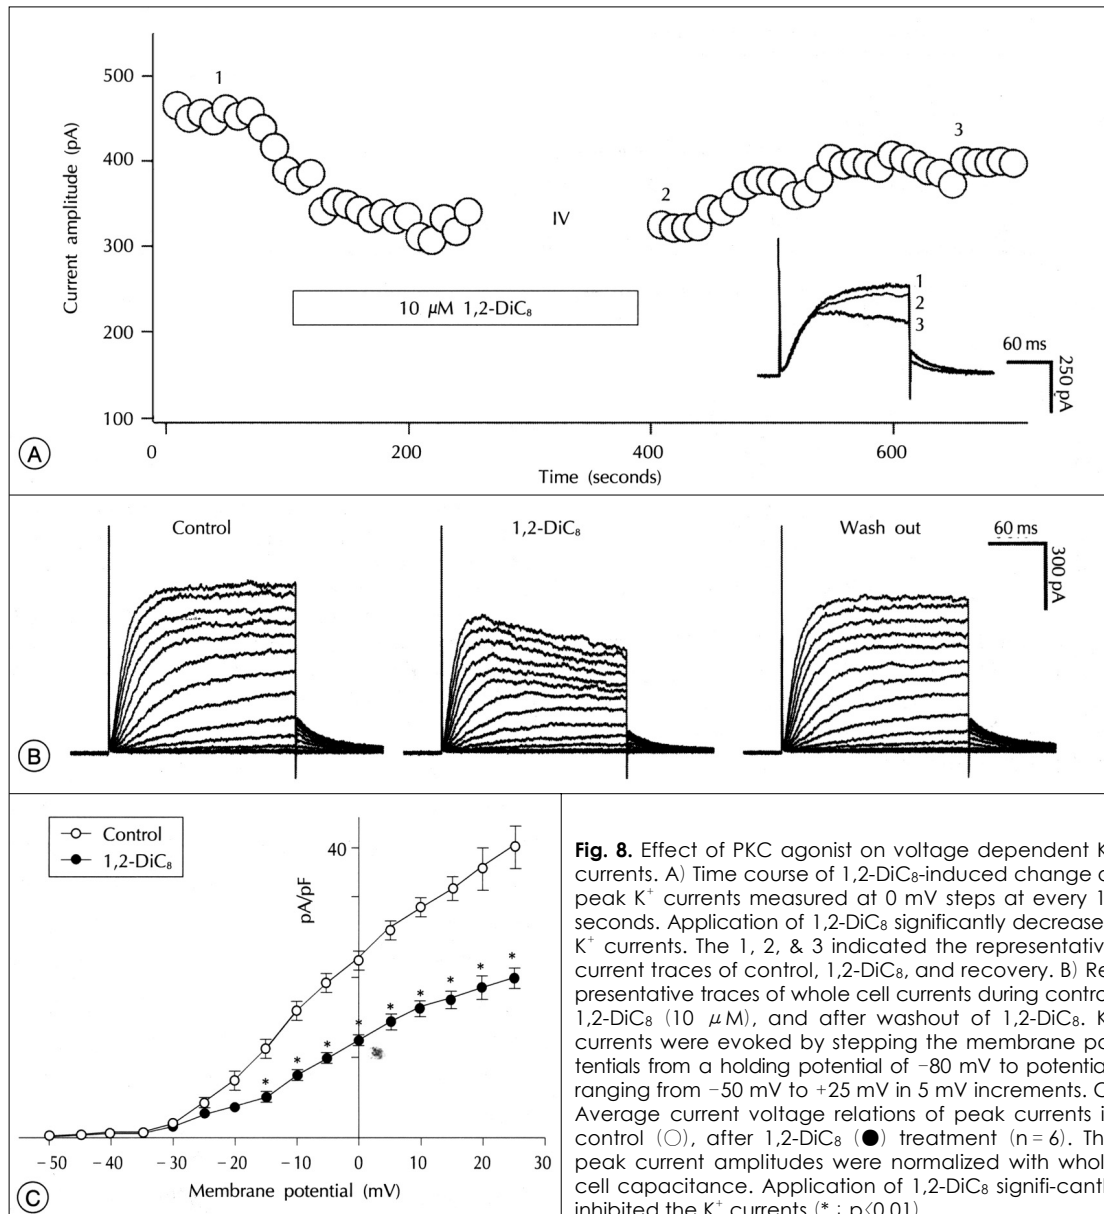 500
400
300
200
100
Current amplitude (pA)
1
2
3
IV
10 μM 1,2-DiC₈
1
2
3
60 ms
250 pA
0
200
400
600
Time (seconds)
A
Control
1,2-DiC₈
Wash out
60 ms
300 pA
B
Control
1,2-DiC₈
40
pA/pF
* * * * * * * * *
−50 −40 −30 −20 −10 0 10 20 30
Membrane potential (mV)
C
Fig. 8. Effect of PKC agonist on voltage dependent K
currents. A) Time course of 1,2-DiC₈-induced change o
peak K⁺ currents measured at 0 mV steps at every 1
seconds. Application of 1,2-DiC₈ significantly decrease
K⁺ currents. The 1, 2, & 3 indicated the representativ
current traces of control, 1,2-DiC₈, and recovery. B) Re
presentative traces of whole cell currents during contro
1,2-DiC₈ (10 μM), and after washout of 1,2-DiC₈. K
currents were evoked by stepping the membrane po
tentials from a holding potential of −80 mV to potential
ranging from −50 mV to +25 mV in 5 mV increments. C
Average current voltage relations of peak currents i
control (○), after 1,2-DiC₈ (●) treatment (n = 6). Th
peak current amplitudes were normalized with whol
cell capacitance. Application of 1,2-DiC₈ signifi-cantl
inhibited the K⁺ currents (* : p<0.01)